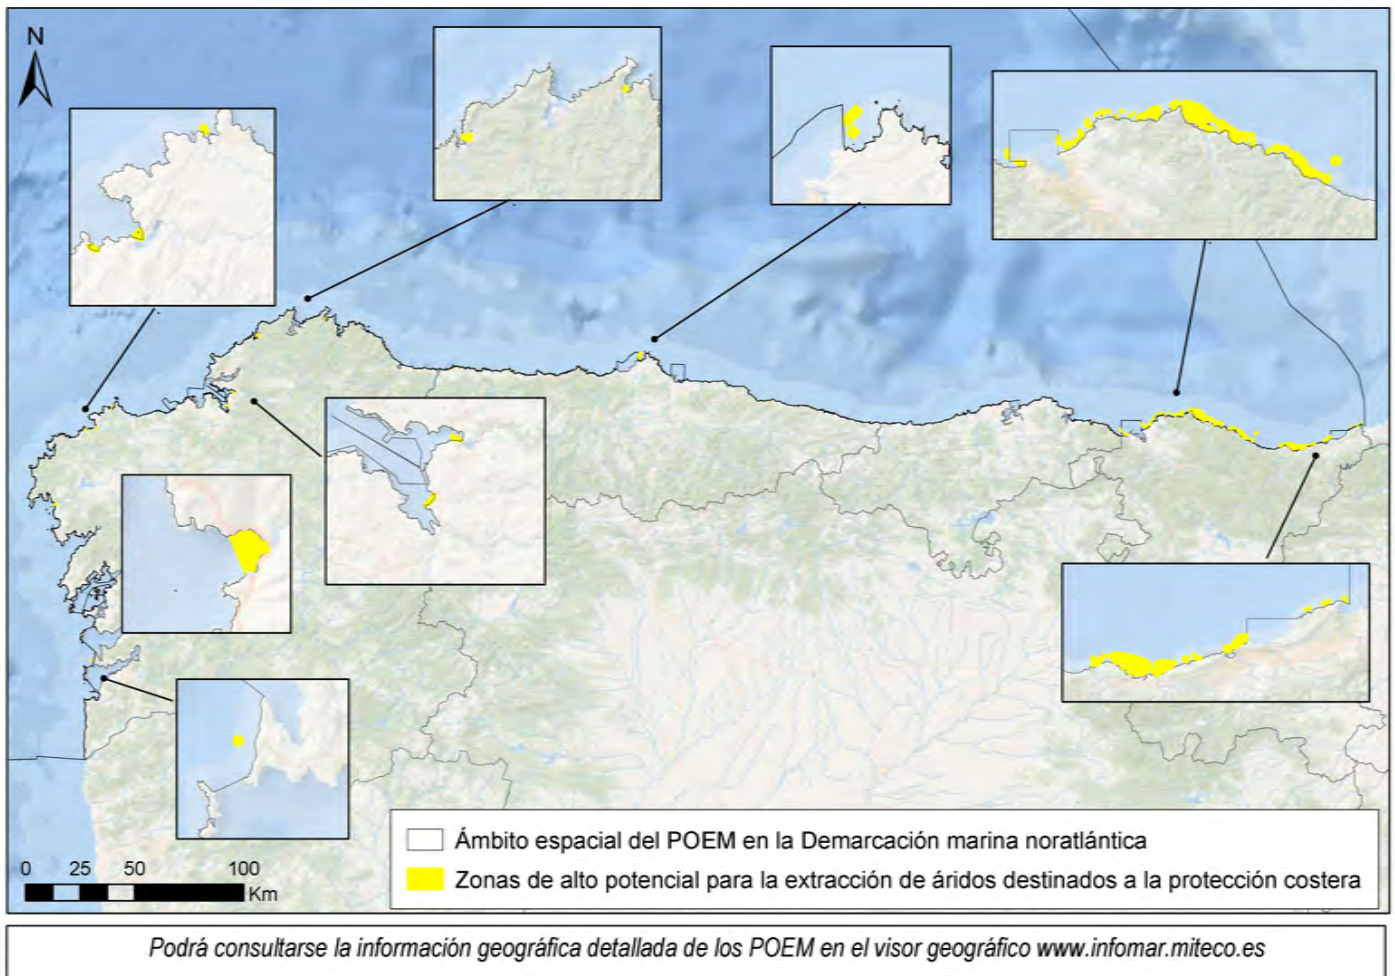 N
Ámbito espacial del POEM en la Demarcación marina noratlántica
Zonas de alto potencial para la extracción de áridos destinados a la protección costera
0 25 50 100
Km
Podrá consultarse la información geográfica detallada de los POEM en el visor geográfico www.infomar.miteco.es